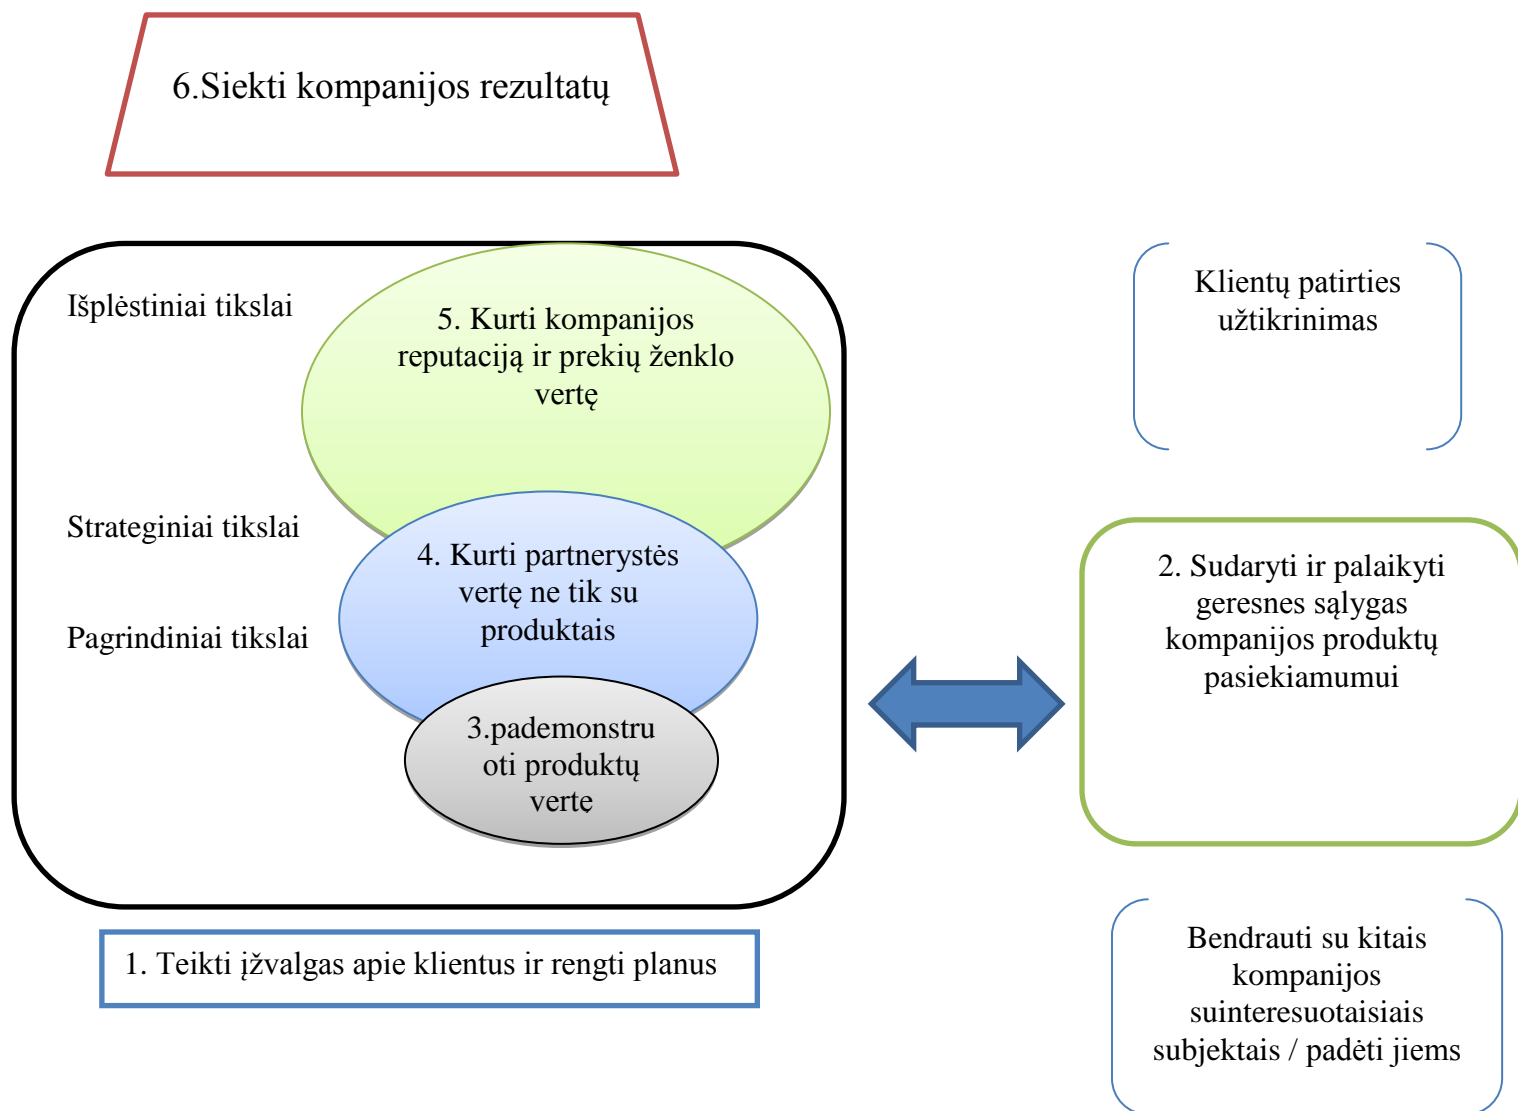 6.Siekti kompanijos rezultatų
Išplėstiniai tikslai
5. Kurti kompanijos
reputaciją ir prekių ženklo
vertę
Strateginiai tikslai
4. Kurti partnerystės
vertę ne tik su
produktais
Pagrindiniai tikslai
3.pademonstru
oti produktų
vertę
1. Teikti įžvalgas apie klientus ir rengti planus
Klientų patirties
užtikrinimas
2. Sudaryti ir palaikyti
geresnes sąlygas
kompanijos produktų
pasiekiamumui
Bendrauti su kitais
kompanijos
suinteresuotaisiais
subjektais / padėti jiems